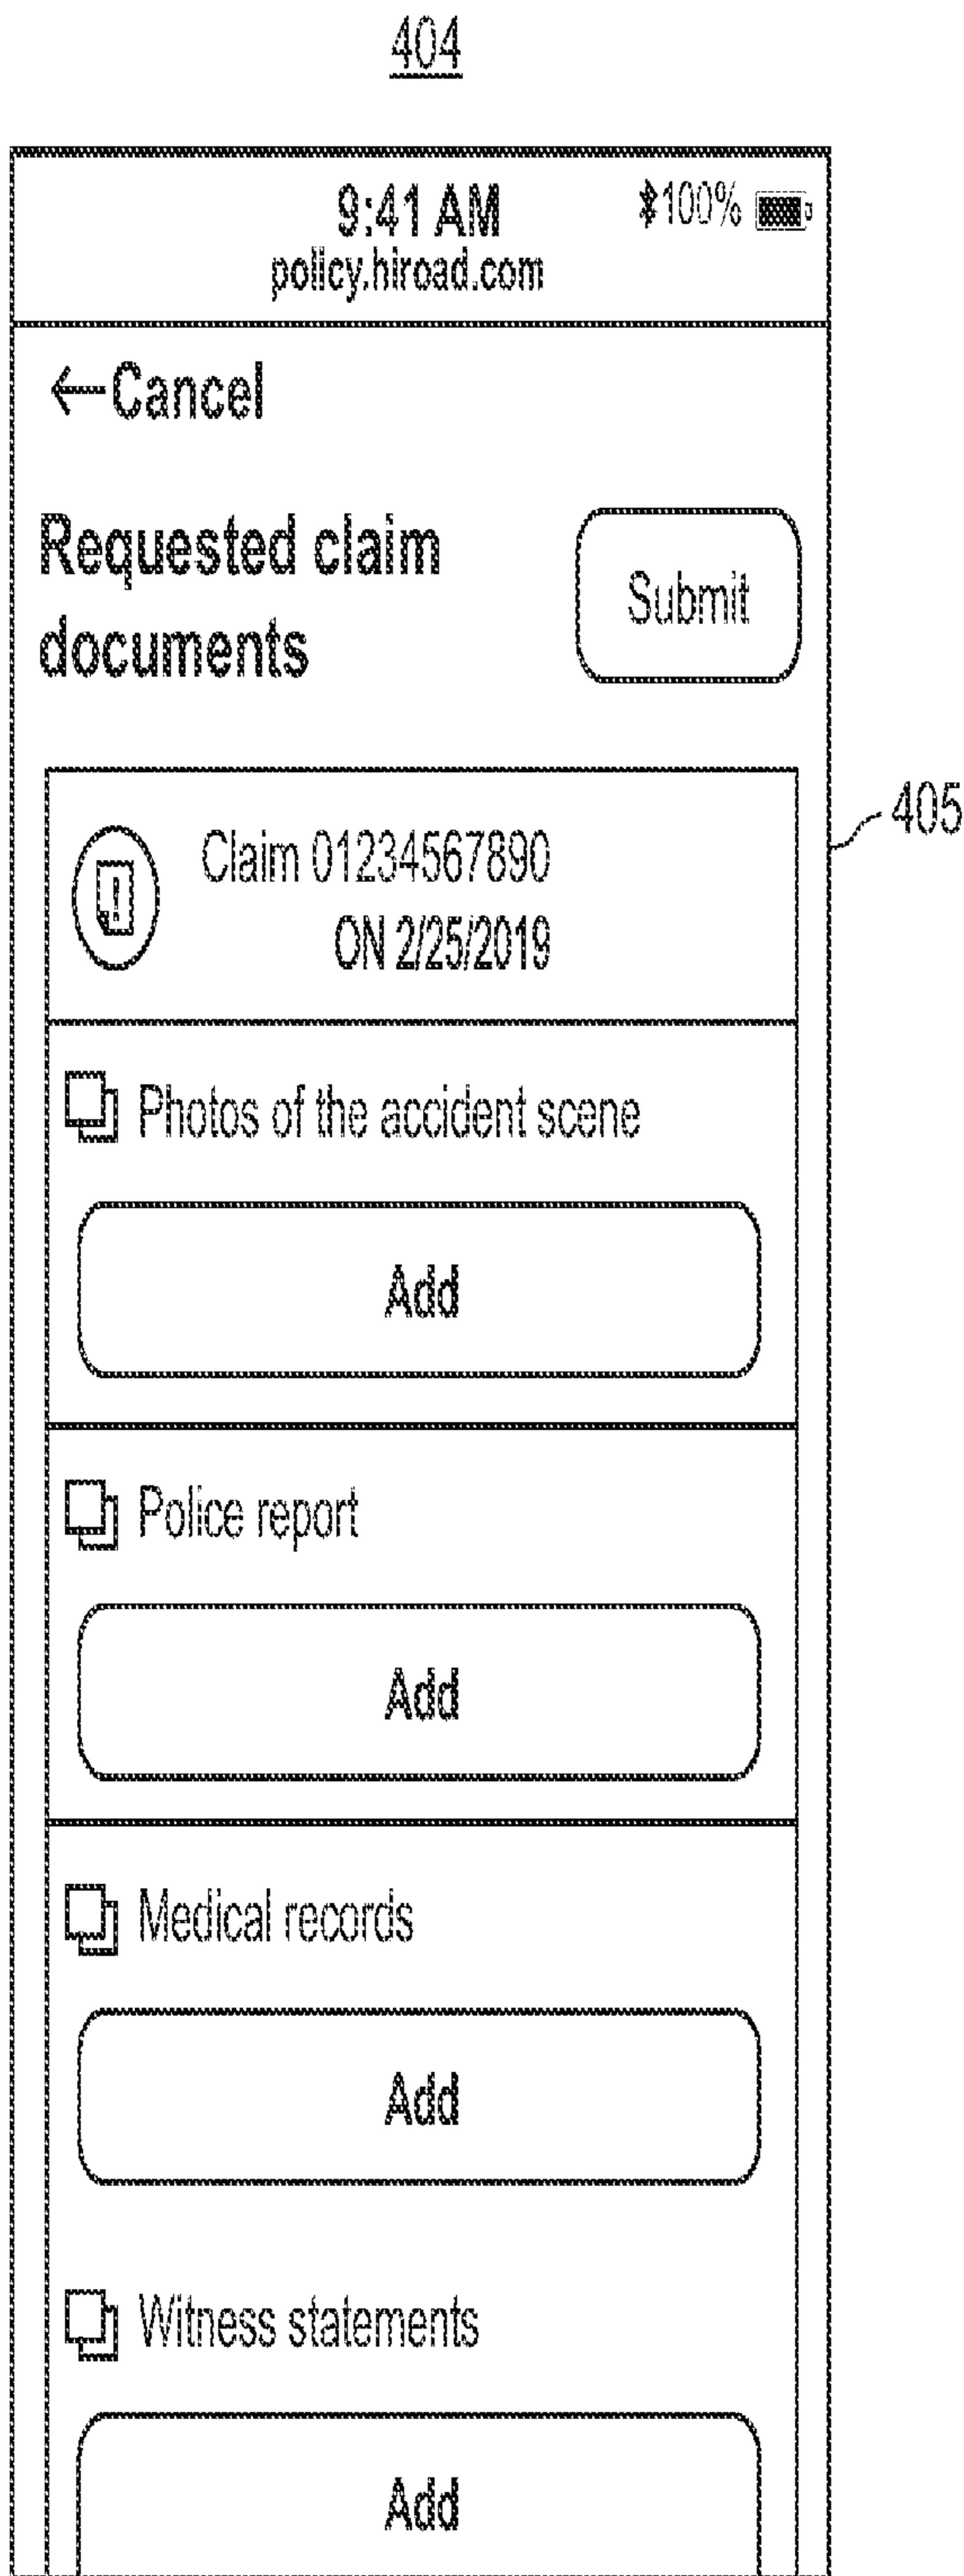 404
9:41 AM
100%
policy.hiroad.com
←Cancel
Requested claim
documents
Submit
405
Claim 01234567890
ON 2/25/2019
Photos of the accident scene
Add
Police report
Add
Medical records
Add
Witness statements
Add